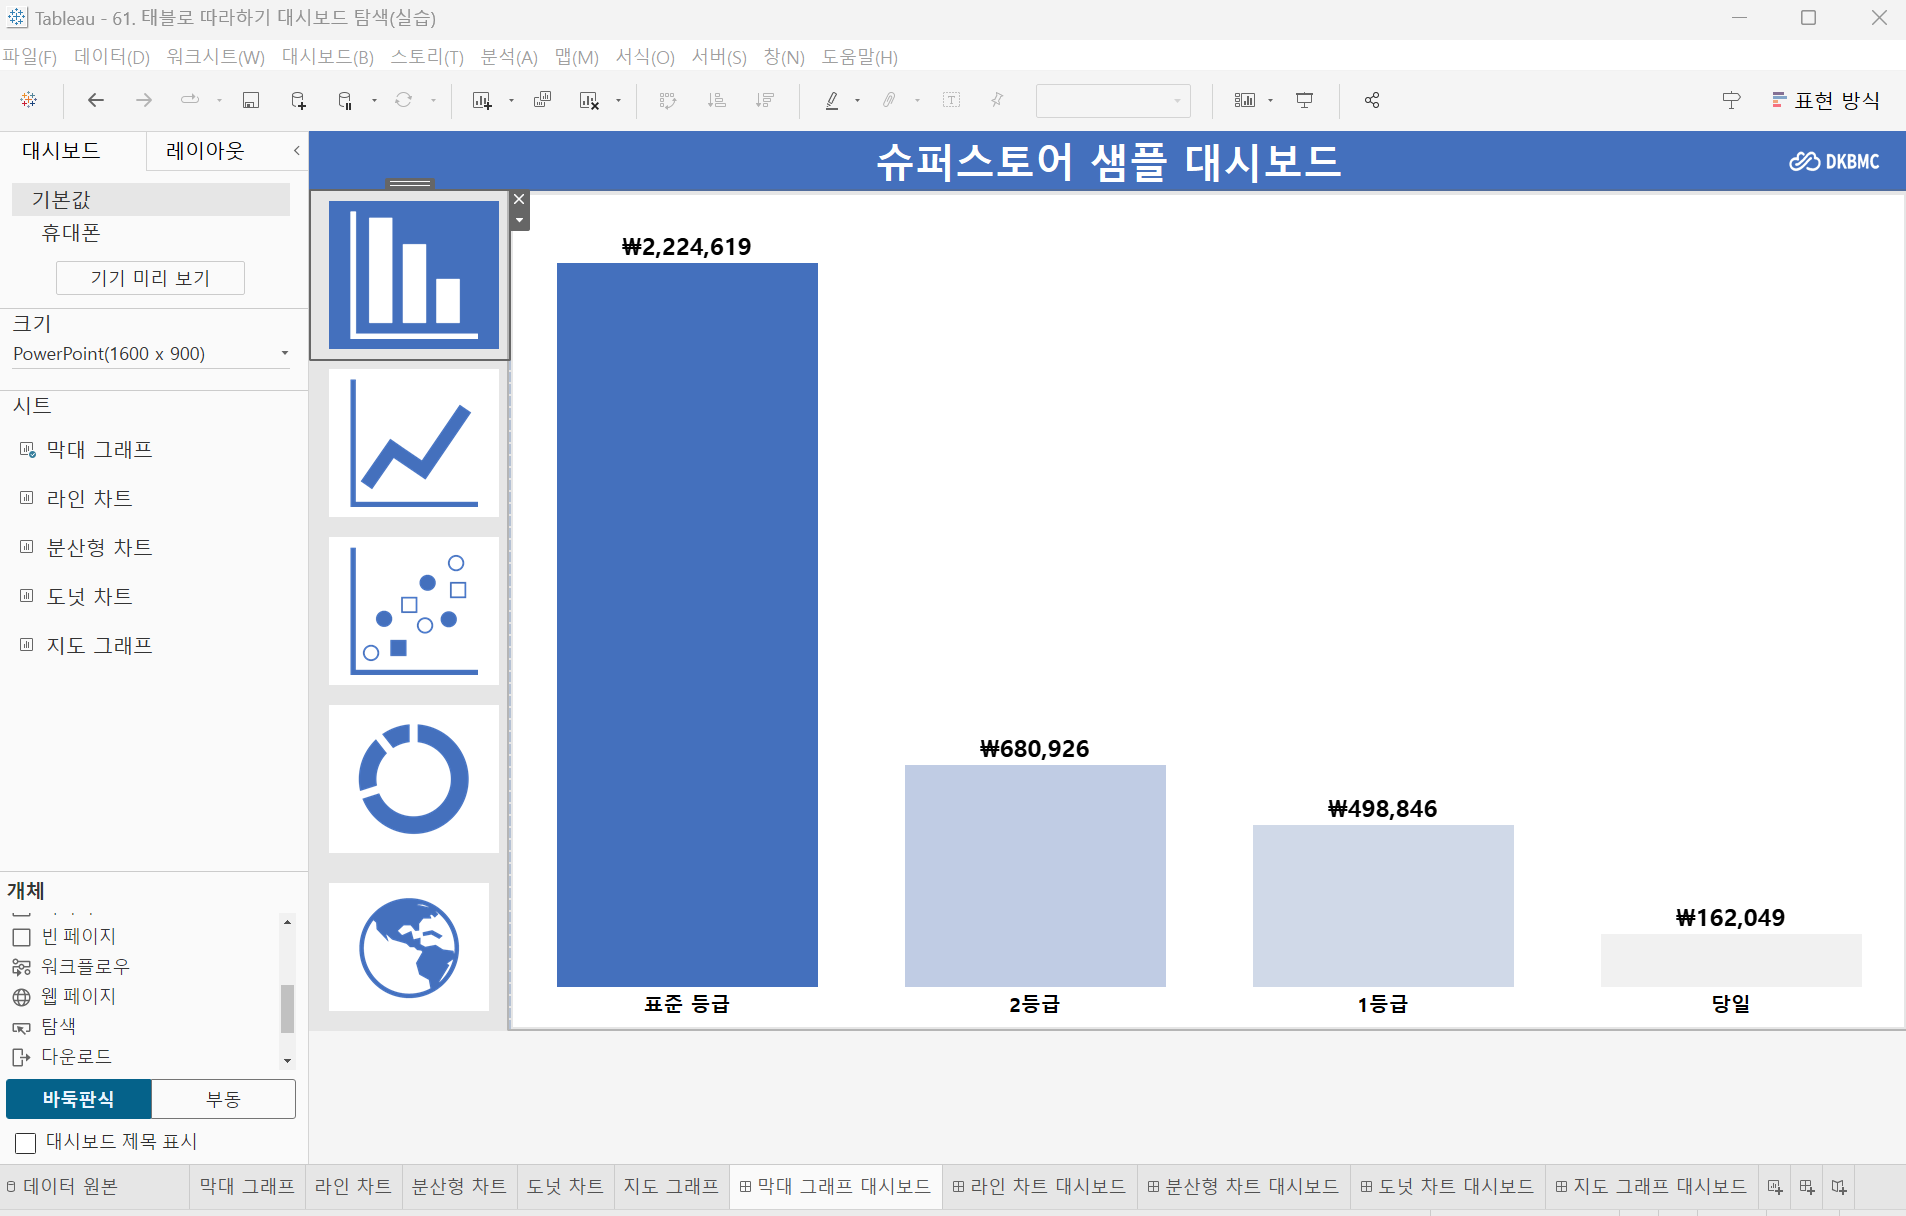 Tableau - 61. 태블로 따라하기 대시보드 탐색(실습)
파일(F) 데이터(D) 워크시트(W) 대시보드(B) 스토리(T) 분석(A) 맵(M) 서식(O) 서버(S) 창(N) 도움말(H)
표현 방식
대시보드 레이아웃
기본값
휴대폰
기기 미리 보기
크기
PowerPoint(1600 x 900)
시트
막대 그래프
라인 차트
분산형 차트
도넛 차트
지도 그래프
개체
빈 페이지
워크플로우
웹 페이지
탐색
다운로드
바둑판식 부동
대시보드 제목 표시
슈퍼스토어 샘플 대시보드
DKBMC
₩2,224,619
₩680,926
₩498,846
₩162,049
표준 등급 2등급 1등급 당일
데이터 원본 막대 그래프 라인 차트 분산형 차트 도넛 차트 지도 그래프 막대 그래프 대시보드 라인 차트 대시보드 분산형 차트 대시보드 도넛 차트 대시보드 지도 그래프 대시보드